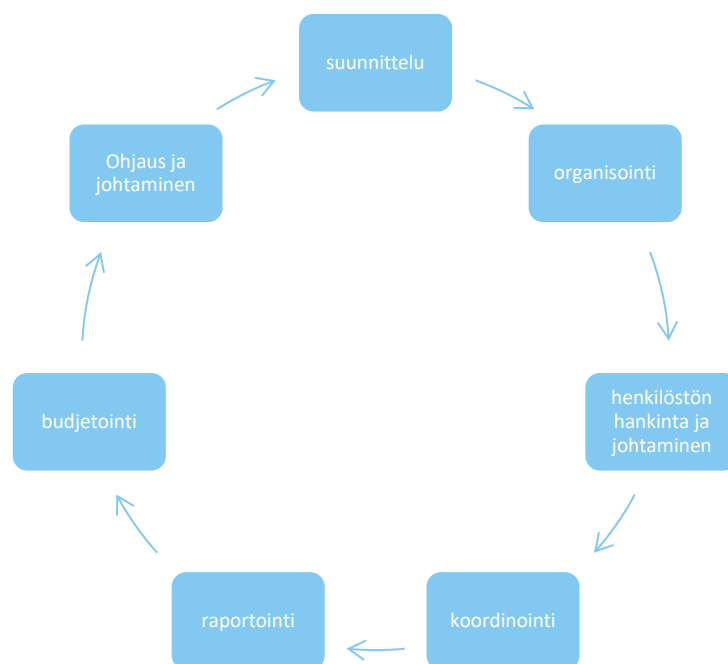 suunnittelu
organisointi
henkilöstön
hankinta ja
johtaminen
koordinointi
raportointi
budjetointi
Ohjaus ja
johtaminen